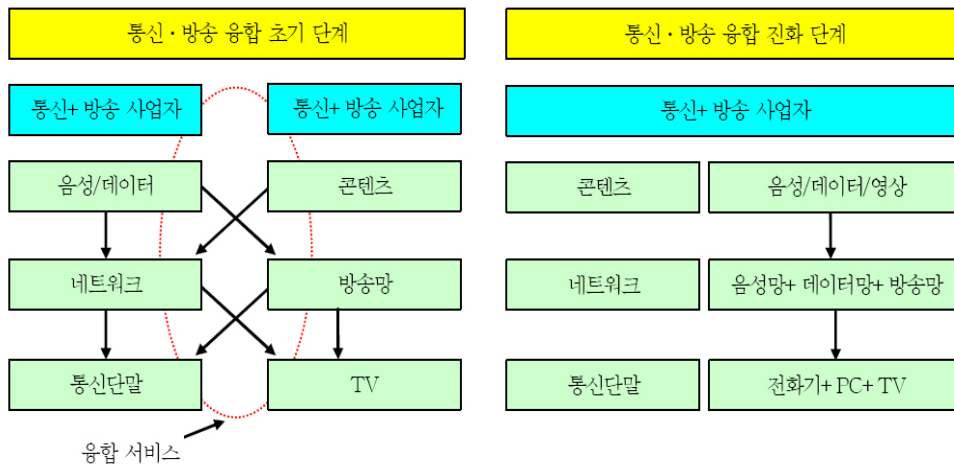 통신·방송 융합 초기 단계
통신+ 방송 사업자
통신+ 방송 사업자
음성/데이터
콘텐츠
네트워크
방송망
통신단말
TV
융합 서비스
통신·방송 융합 진화 단계
통신+ 방송 사업자
콘텐츠
음성/데이터/영상
네트워크
음성망+ 데이터망+ 방송망
통신단말
전화기+ PC+ TV